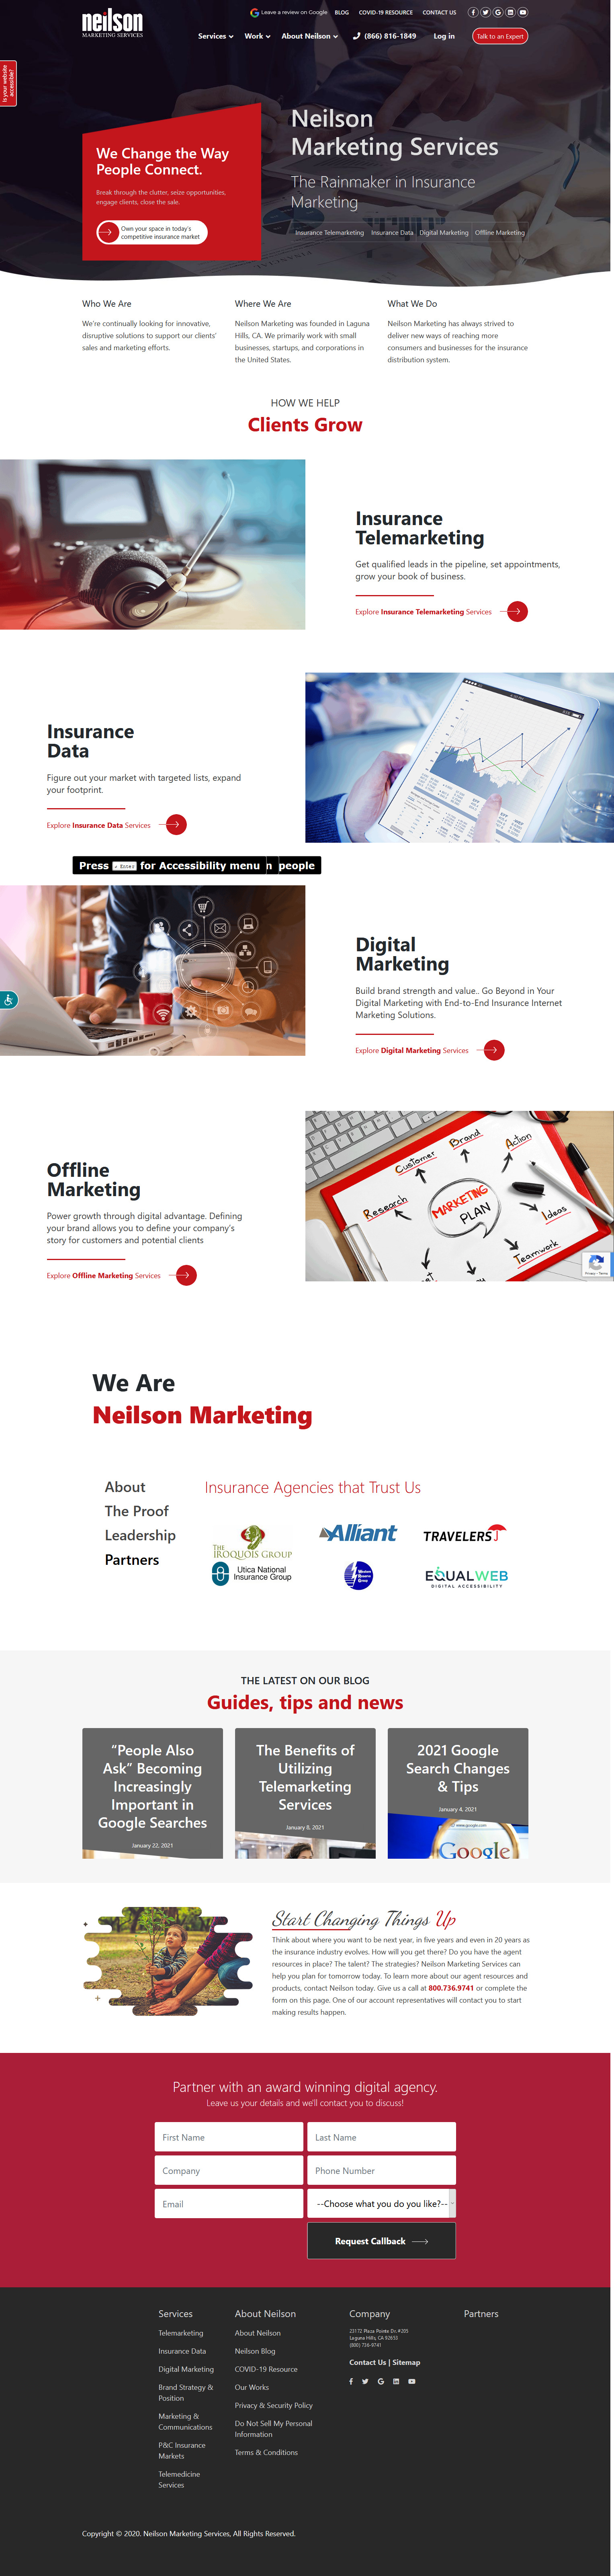 neilson
MARKETING SERVICES
Leave a review on Google BLOG COVID-19 RESOURCE CONTACT US
Services Work About Neilson (866) 816-1849 Log in Talk to an Expert
Is your website
accessible?
We Change the Way
People Connect.
Break through the clutter, seize opportunities,
engage clients, close the sale.
Own your space in today's
competitive insurance market
Neilson
Marketing Services
The Rainmaker in Insurance
Marketing
Insurance Telemarketing Insurance Data Digital Marketing Offline Marketing
Who We Are
We're continually looking for innovative,
disruptive solutions to support our clients'
sales and marketing efforts.
Where We Are
Neilson Marketing was founded in Laguna
Hills, CA. We primarily work with small
businesses, startups, and corporations in
the United States.
What We Do
Neilson Marketing has always strived to
deliver new ways of reaching more
consumers and businesses for the insurance
distribution system.
HOW WE HELP
Clients Grow
Insurance
Telemarketing
Get qualified leads in the pipeline, set appointments,
grow your book of business.
Explore Insurance Telemarketing Services
Insurance
Data
Figure out your market with targeted lists, expand
your footprint.
Explore Insurance Data Services
Press Enter for Accessibility menu n people
Digital
Marketing
Build brand strength and value.. Go Beyond in Your
Digital Marketing with End-to-End Insurance Internet
Marketing Solutions.
Explore Digital Marketing Services
Offline
Marketing
Power growth through digital advantage. Defining
your brand allows you to define your company's
story for customers and potential clients
Explore Offline Marketing Services
Research
Customer
Brand
Action
MARKETING
PLAN
Ideas
Teamwork
Privacy - Terms
We Are
Neilson Marketing
About
The Proof
Leadership
Partners
Insurance Agencies that Trust Us
THE
IROQUOIS GROUP
Alliant
TRAVELERS
Utica National
Insurance Group
EQUALWEB
DIGITAL ACCESSIBILITY
THE LATEST ON OUR BLOG
Guides, tips and news
"People Also
Ask" Becoming
Increasingly
Important in
Google Searches
January 22, 2021
The Benefits of
Utilizing
Telemarketing
Services
January 8, 2021
2021 Google
Search Changes
& Tips
January 4, 2021
www.google.com
Google
Start Changing Things Up
Think about where you want to be next year, in five years and even in 20 years as
the insurance industry evolves. How will you get there? Do you have the agent
resources in place? The talent? The strategies? Neilson Marketing Services can
help you plan for tomorrow today. To learn more about our agent resources and
products, contact Neilson today. Give us a call at 800.736.9741 or complete the
form on this page. One of our account representatives will contact you to start
making results happen.
Partner with an award winning digital agency.
Leave us your details and we'll contact you to discuss!
First Name Last Name
Company Phone Number
Email --Choose what you do you like?--
Request Callback
Services
Telemarketing
Insurance Data
Digital Marketing
Brand Strategy &
Position
Marketing &
Communications
P&C Insurance
Markets
Telemedicine
Services
About Neilson
About Neilson
Neilson Blog
COVID-19 Resource
Our Works
Privacy & Security Policy
Do Not Sell My Personal
Information
Terms & Conditions
Company
23172 Plaza Pointe Dr. #205
Laguna Hills, CA 92653
(800) 736-9741
Contact Us | Sitemap
Partners
Copyright © 2020. Neilson Marketing Services, All Rights Reserved.